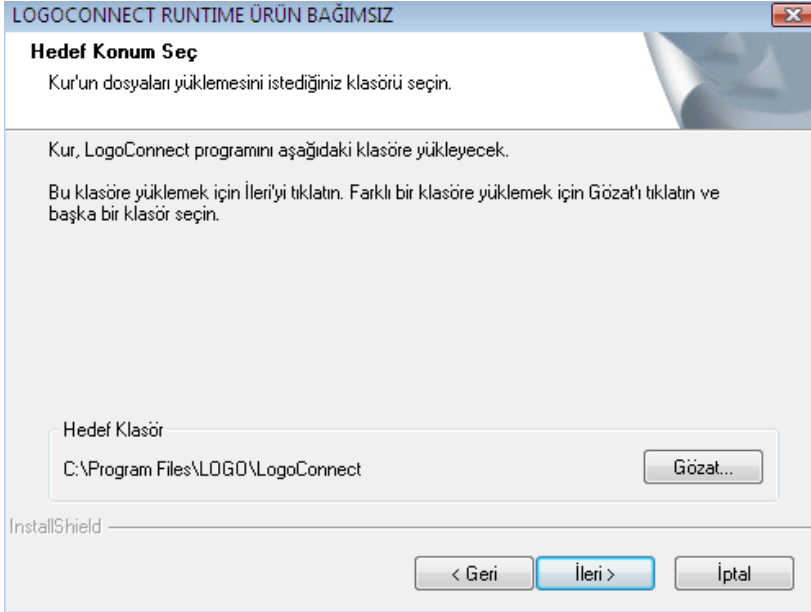 LOGOCONNECT RUNTIME ÜRÜN BAĞIMSIZ
Hedef Konum Seç
Kur'un dosyaları yüklemesini istediğiniz klasörü seçin.
Kur, LogoConnect programını aşağıdaki klasöre yükleyecek.
Bu klasöre yüklemek için İleri'yi tıklatın. Farklı bir klasöre yüklemek için Gözat'ı tıklatın ve
başka bir klasör seçin.
Hedef Klasör
C:\Program Files\LOGO\LogoConnect
Gözat...
InstallShield
< Geri
İleri >
İptal